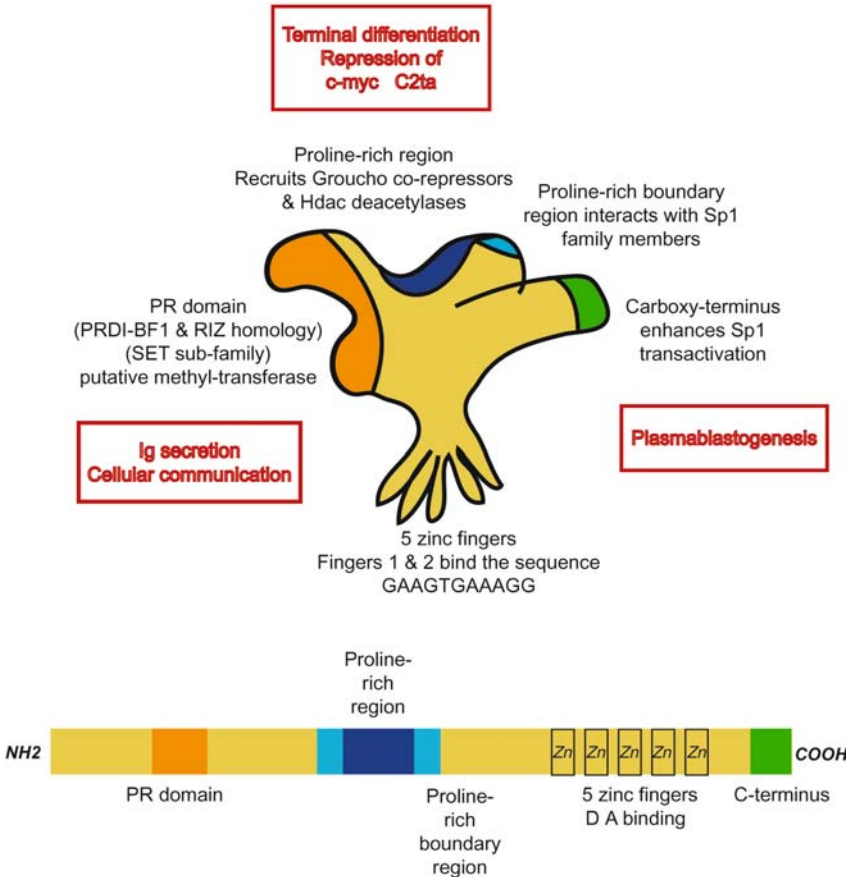 Terminal differentiation
Repression of
c-myc C2ta
Proline-rich region
Recruits Groucho co-repressors
& Hdac deacetylases
Proline-rich boundary
region interacts with Sp1
family members
PR domain
(PRDI-BF1 & RIZ homology)
(SET sub-family)
putative methyl-transferase
Carboxy-terminus
enhances Sp1
transactivation
Ig secretion
Cellular communication
Plasmablastogenesis
5 zinc fingers
Fingers 1 & 2 bind the sequence
GAAGTGAAAGG
Proline-
rich
region
NH2
Zn Zn Zn Zn Zn
COOH
PR domain
Proline-
rich
boundary
region
5 zinc fingers
D A binding
C-terminus